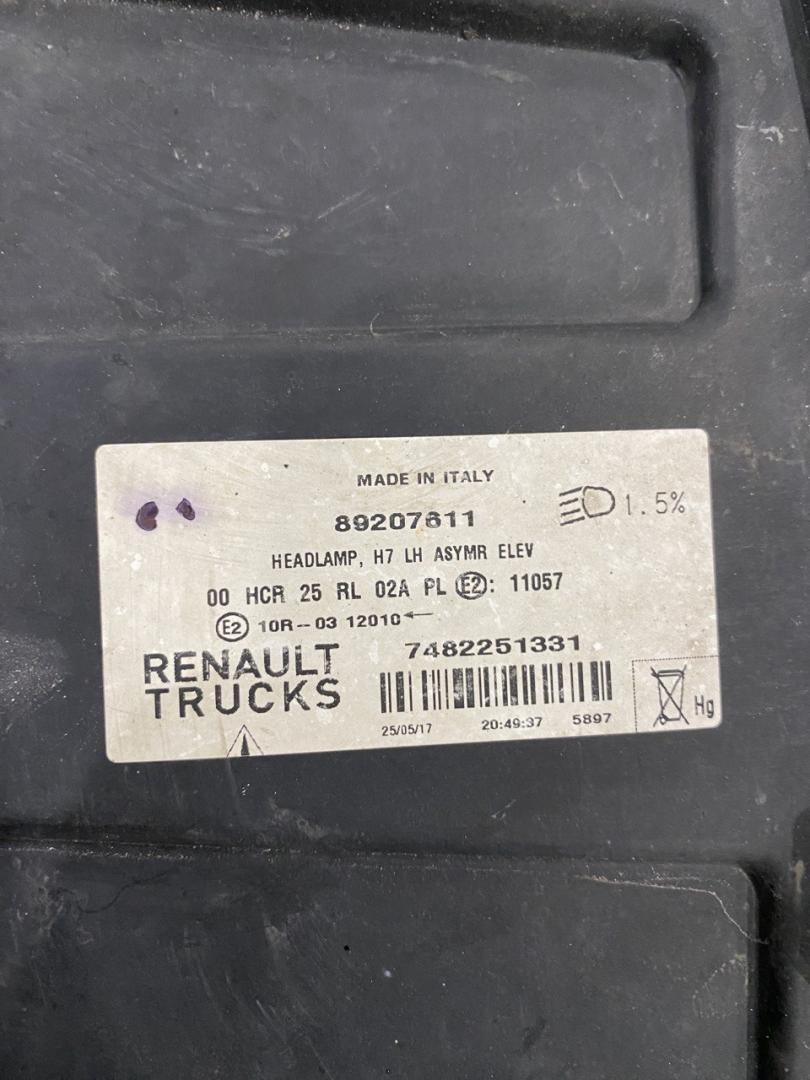 MADE IN ITALY
89207611
1.5%
HEADLAMP, H7 LH ASYMR ELEV
00 HCR 25 RL 02A PL E2: 11057
E2 10R-03 12010
RENAULT
TRUCKS
7482251331
25/05/17 20:49:37 5897
Hg